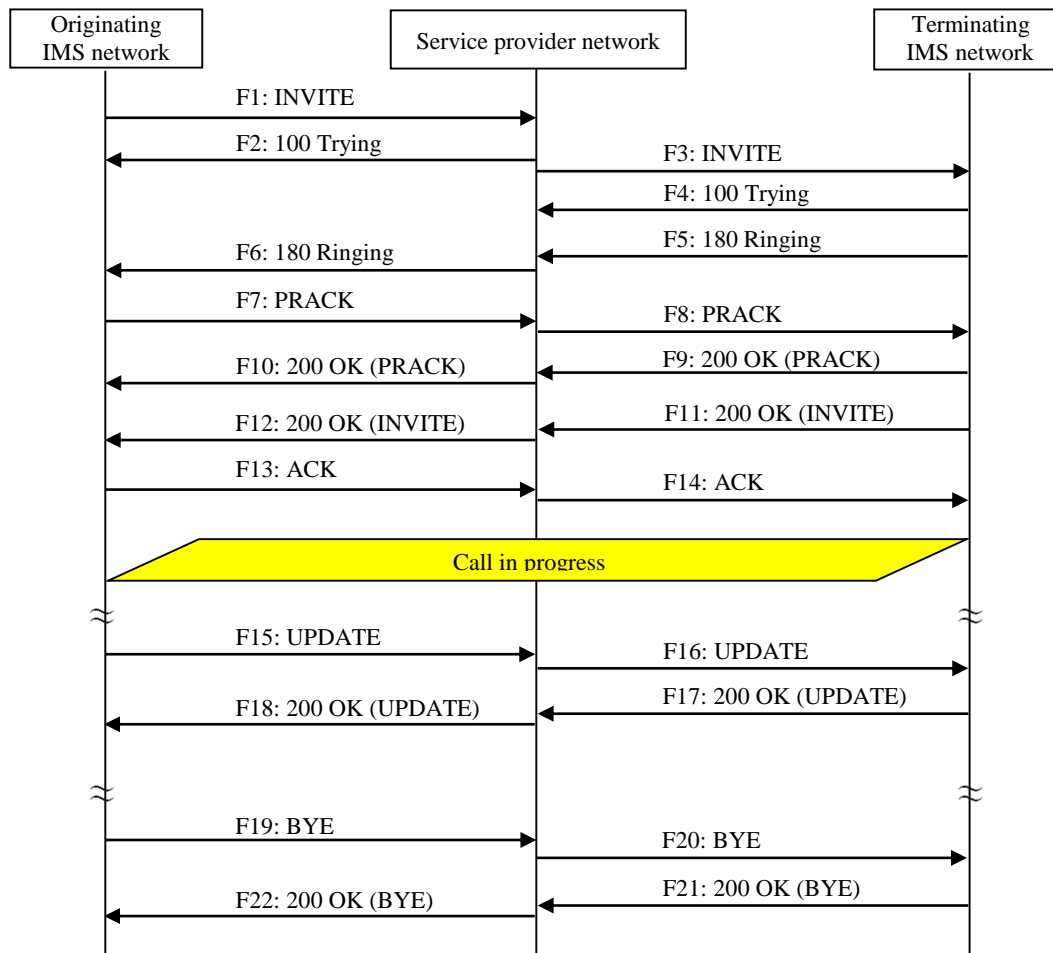 Originating
IMS network
Service provider network
Terminating
IMS network
F1: INVITE
F2: 100 Trying
F3: INVITE
F4: 100 Trying
F5: 180 Ringing
F6: 180 Ringing
F7: PRACK
F8: PRACK
F9: 200 OK (PRACK)
F10: 200 OK (PRACK)
F11: 200 OK (INVITE)
F12: 200 OK (INVITE)
F13: ACK
F14: ACK
Call in progress
F15: UPDATE
F16: UPDATE
F17: 200 OK (UPDATE)
F18: 200 OK (UPDATE)
F19: BYE
F20: BYE
F21: 200 OK (BYE)
F22: 200 OK (BYE)